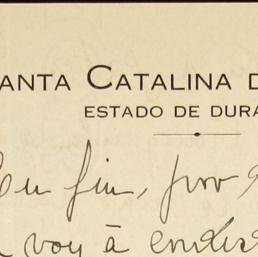 ANTA CATALINA D
ESTADO DE DURA
En fin, por
voy à